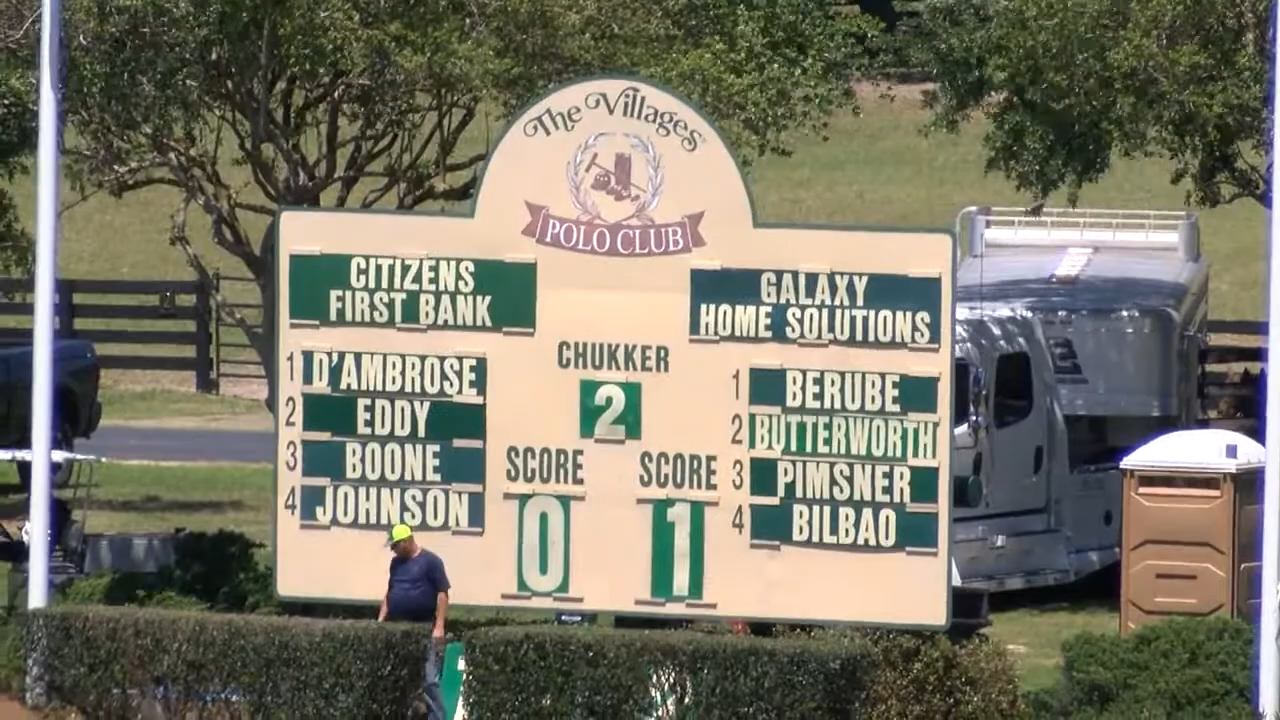 The Villages
POLO CLUB
CITIZENS
FIRST BANK
1 D'AMBROSE
2 EDDY
3 BOONE
4 JOHNSON
CHUKKER
2
SCORE
0
SCORE
1
GALAXY
HOME SOLUTIONS
1 BERUBE
2 BUTTERWORTH
3 PIMSNER
4 BILBAO